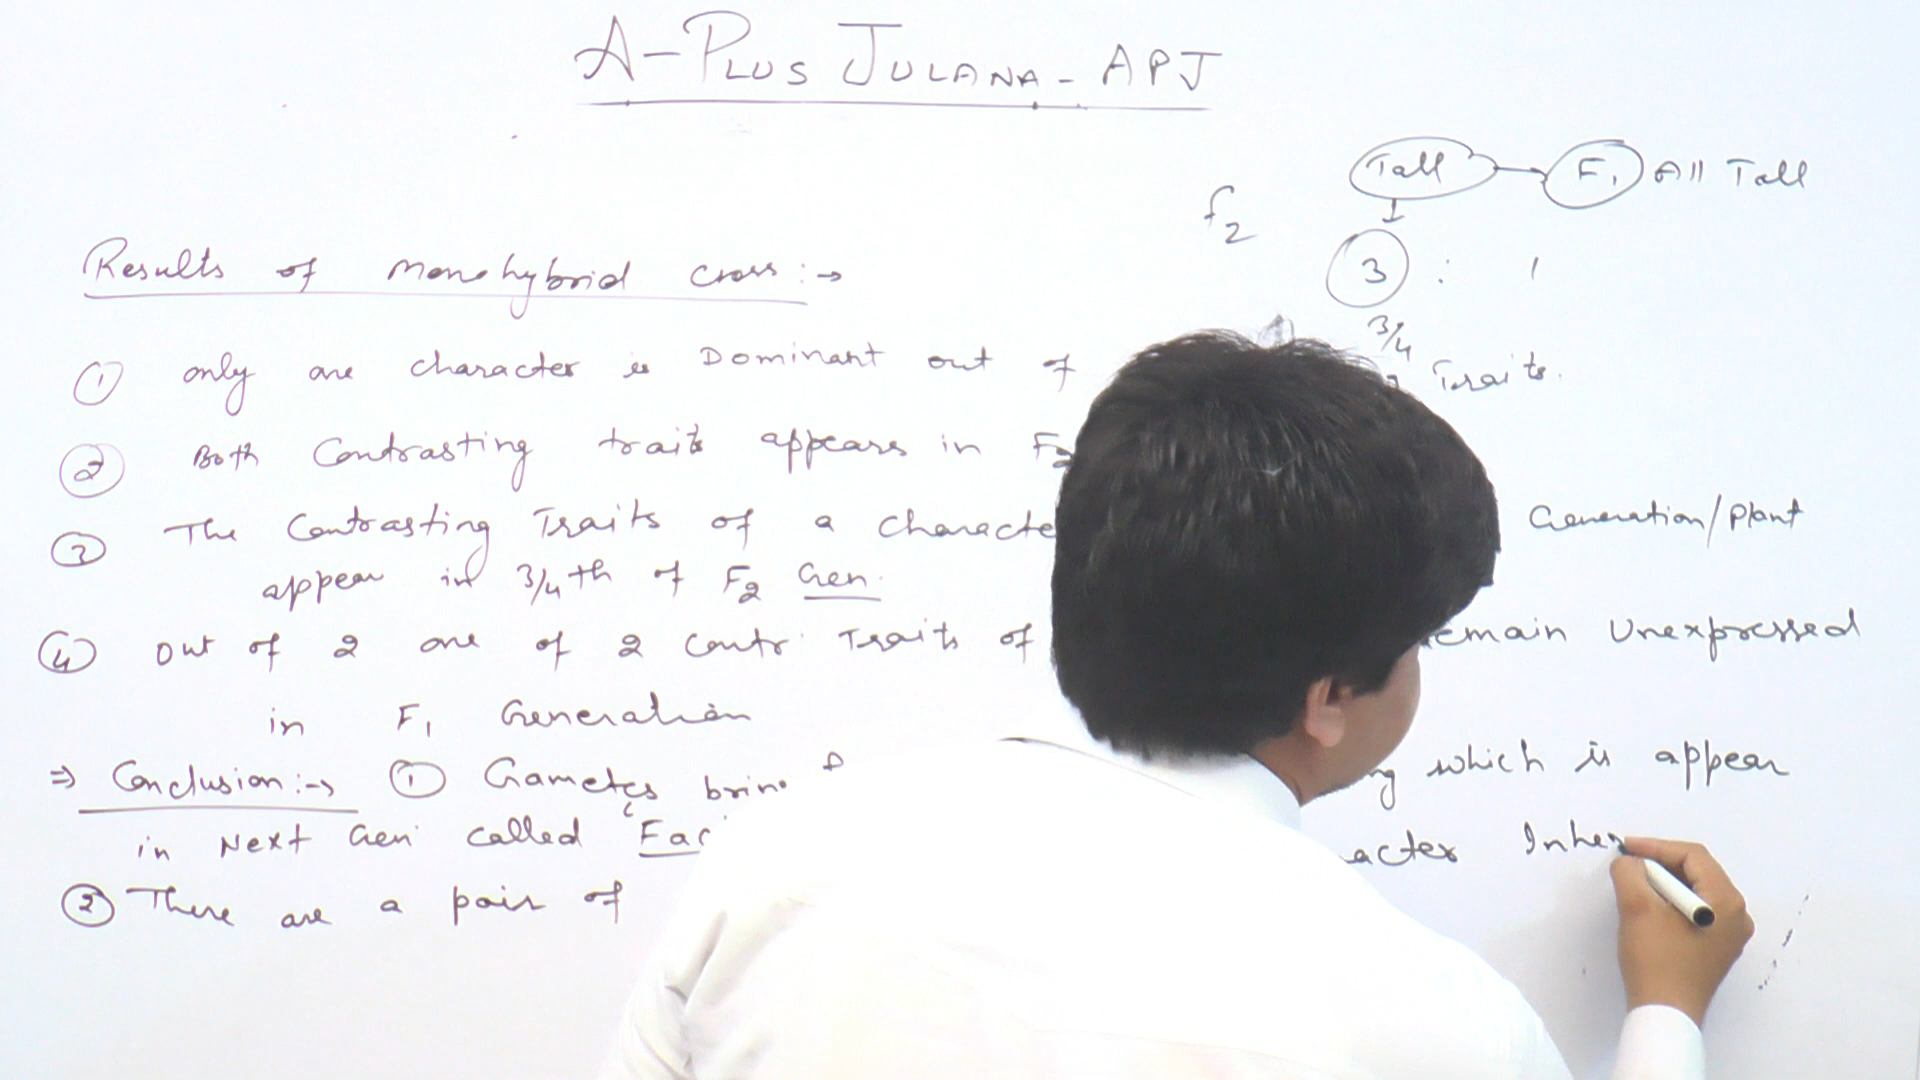 A-PLUS JULANA - APJ
Tall F1 All Tall
f2
3 : 1
3/4
Results of monohybrid cross :→
① only one character is Dominant out of Traits.
② Both Contrasting traits appears in F2
③ The Contrasting Traits of a characte Generation/plant
appear in 3/4th of F2 Gen.
④ out of 2 one of 2 Contr. Traits of emain Unexpressed
in F1 Generation
⇒ Conclusion :→ ① Gametes brin which is appear
in Next Gen called "Fac acter Inher
② There are a pair of